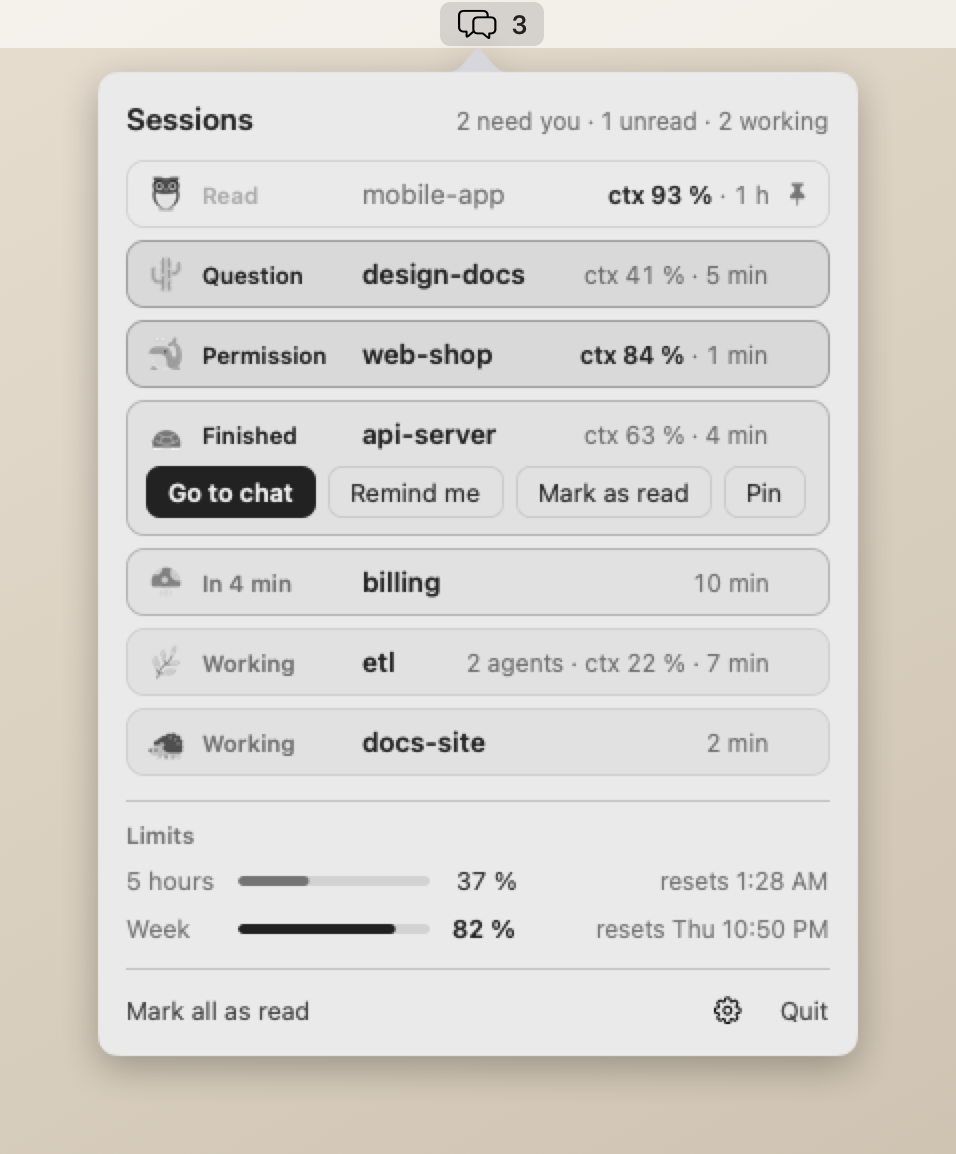 3
Sessions 2 need you · 1 unread · 2 working
Read mobile-app ctx 93 % · 1 h
Question design-docs ctx 41 % · 5 min
Permission web-shop ctx 84 % · 1 min
Finished api-server ctx 63 % · 4 min
Go to chat Remind me Mark as read Pin
In 4 min billing 10 min
Working etl 2 agents · ctx 22 % · 7 min
Working docs-site 2 min
Limits
5 hours 37 % resets 1:28 AM
Week 82 % resets Thu 10:50 PM
Mark all as read Quit